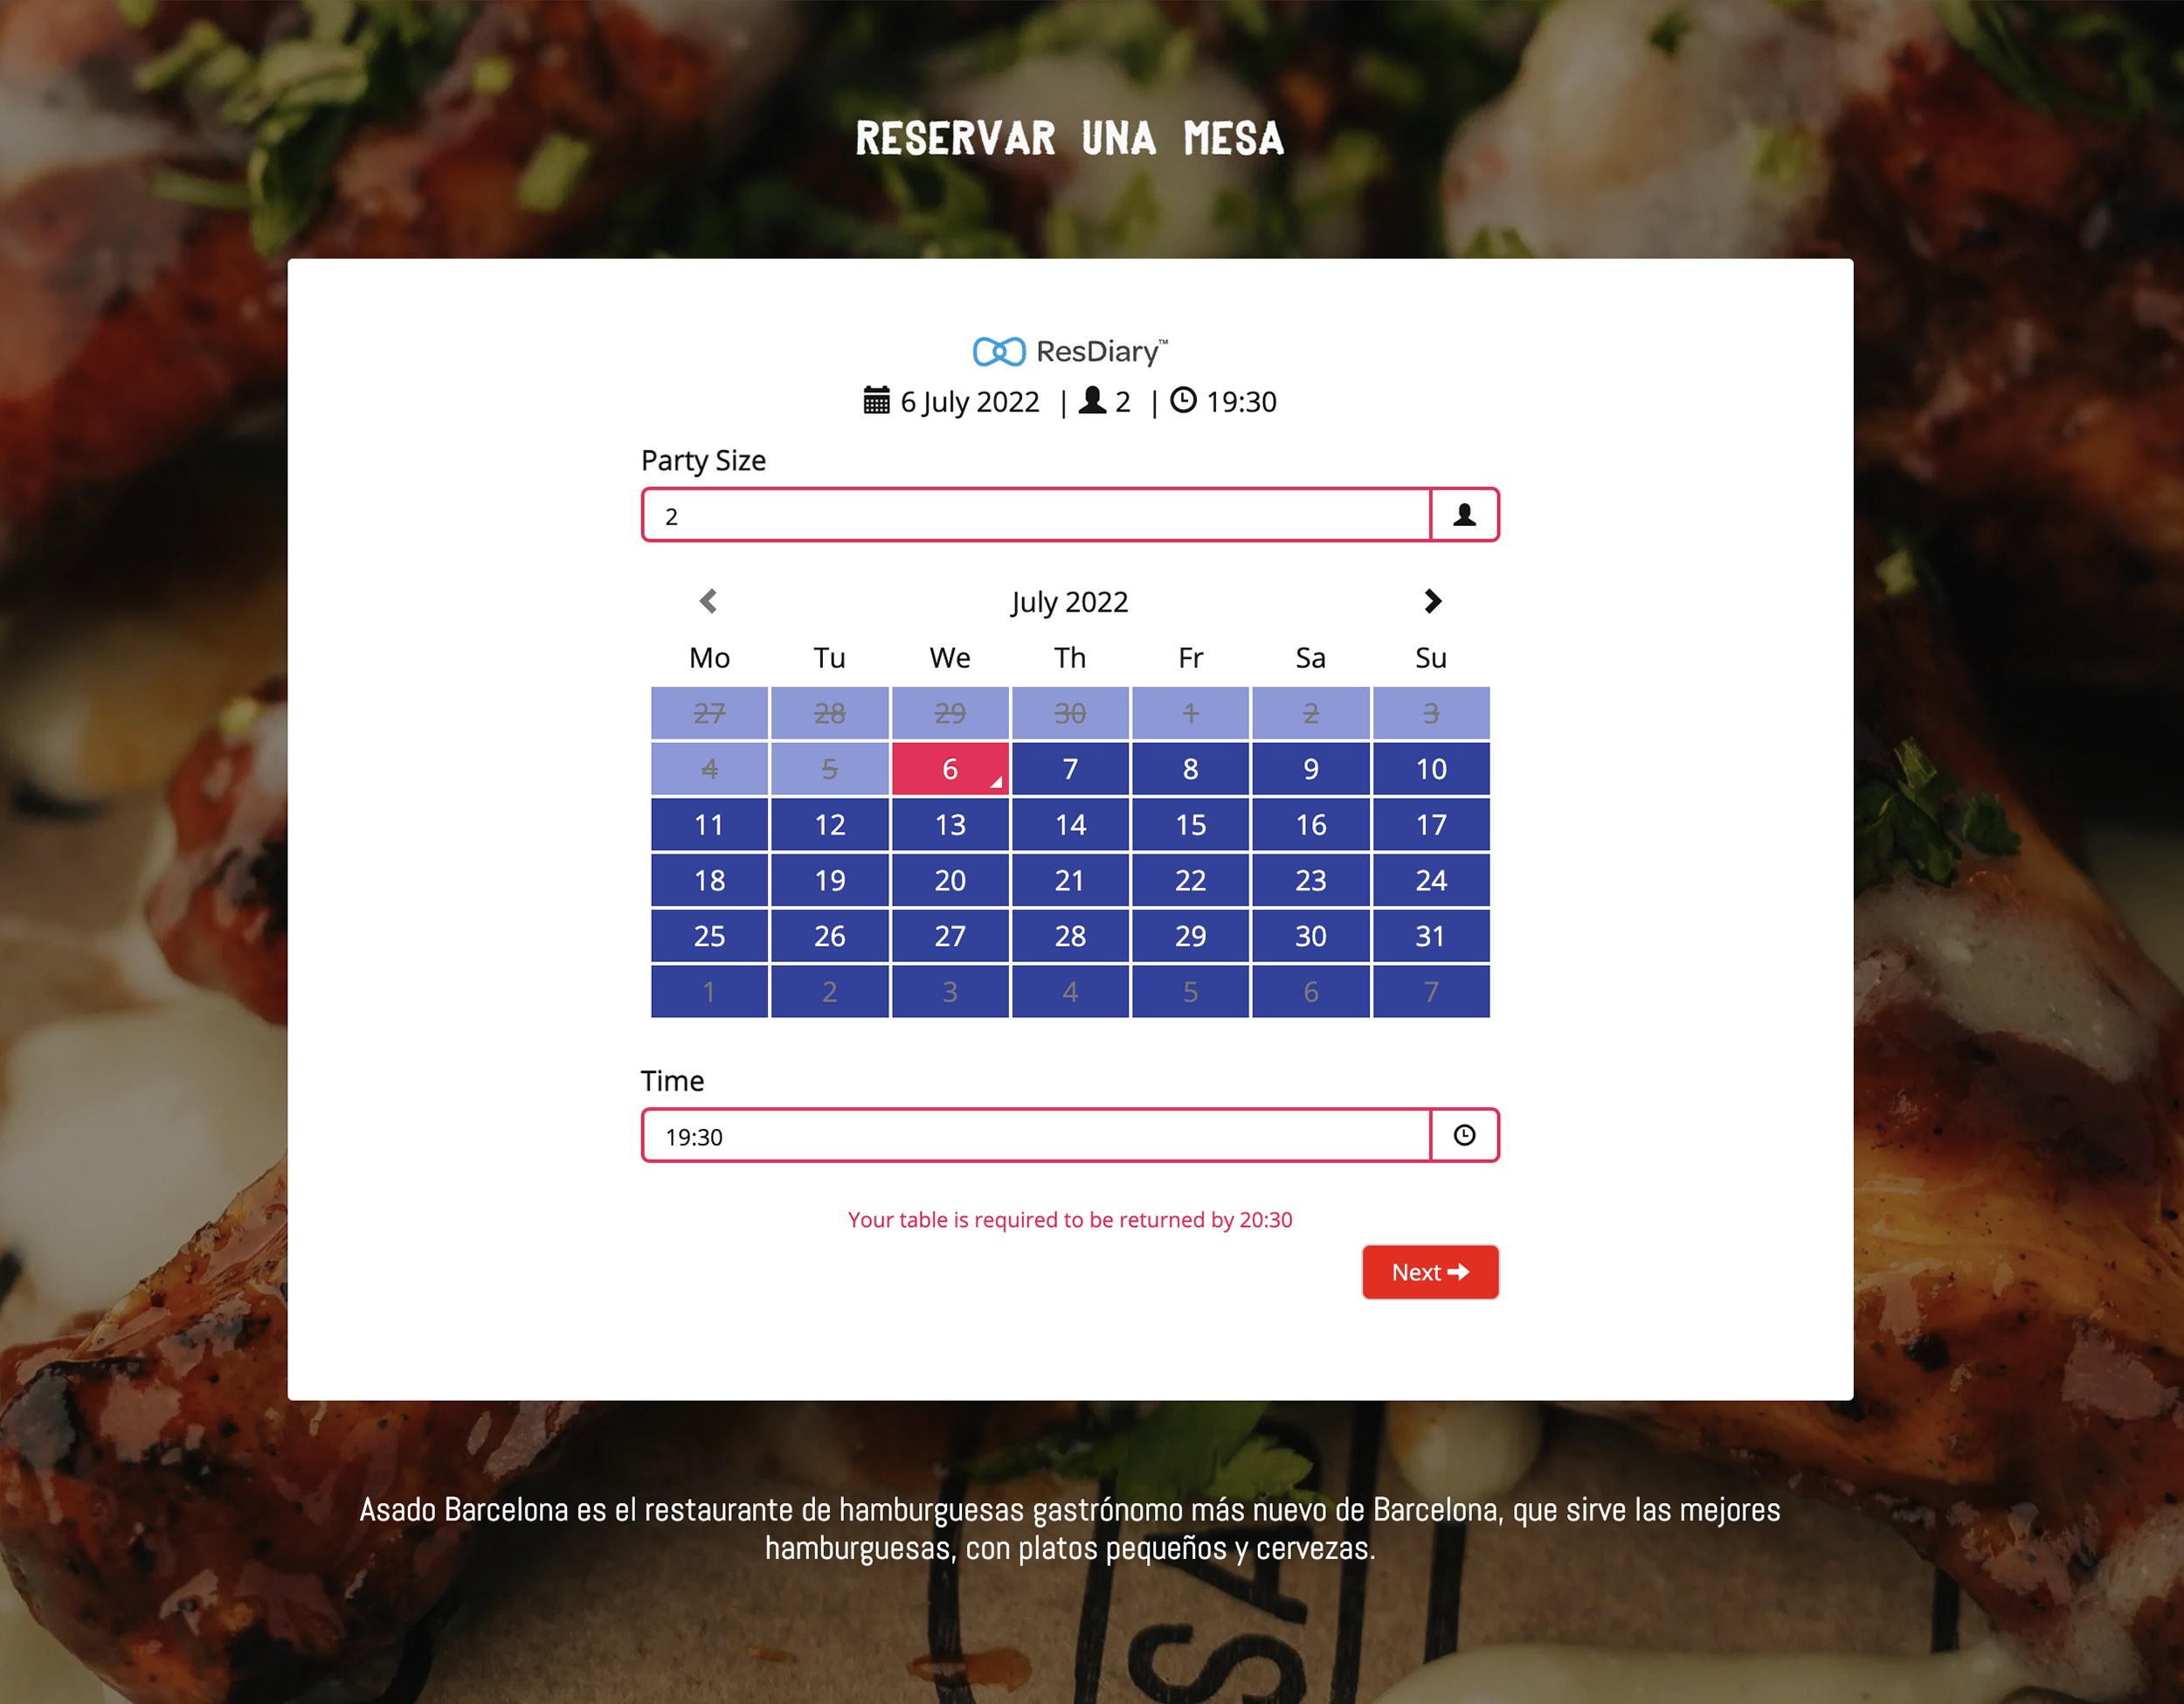 RESERVAR UNA MESA
ResDiary™
6 July 2022 | 2 | 19:30
Party Size
2
July 2022
Mo Tu We Th Fr Sa Su
27 28 29 30 1 2 3
4 5 6 7 8 9 10
11 12 13 14 15 16 17
18 19 20 21 22 23 24
25 26 27 28 29 30 31
1 2 3 4 5 6 7
Time
19:30
Your table is required to be returned by 20:30
Next
Asado Barcelona es el restaurante de hamburguesas gastrónomo más nuevo de Barcelona, que sirve las mejores
hamburguesas, con platos pequeños y cervezas.
SA